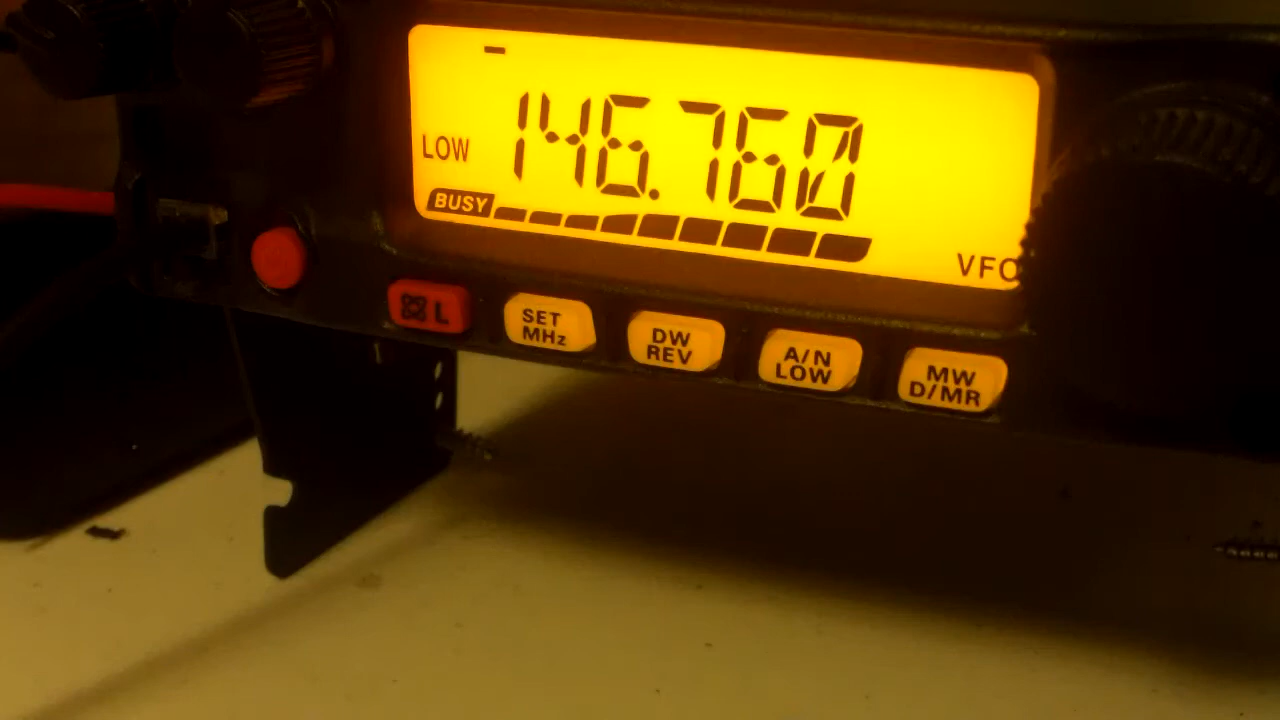 -
146.760
LOW
BUSY
VFO
L
SET
MHz
DW
REV
A/N
LOW
MW
D/MR